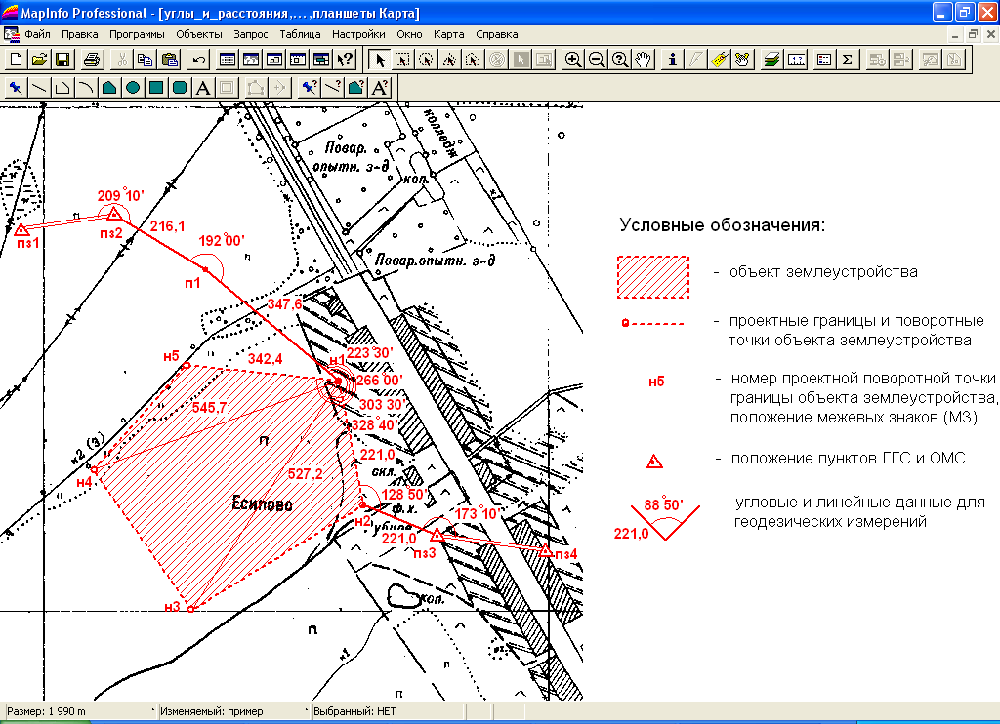 MapInfo Professional - [углы_и_расстояния,...,планшеты Карта]
Файл Правка Программы Объекты Запрос Таблица Настройки Окно Карта Справка
колледж
Повар.
опытн. з-д
коп.
209°10'
216,1
пз2
пз1
192°00'
п
п1
Повар.опытн. з-д
347,6
342,4
н5
н1
223 30'
266°00'
303 30'
328°40'
545,7
п
к2 (з)
н4
221,0
скл.
527,2
128°50'
Есипово
ф.х.
173°10'
н2
221,0
пз3
пз4
н3
коп.
п
п
к1
п
Условные обозначения:
- объект землеустройства
- проектные границы и поворотные
точки объекта землеустройства
н5
- номер проектной поворотной точки
границы объекта землеустройства,
положение межевых знаков (МЗ)
- положение пунктов ГГС и ОМС
88°50'
221,0
- угловые и линейные данные для
геодезических измерений
Размер: 1 990 m Изменяемый: пример Выбранный: НЕТ